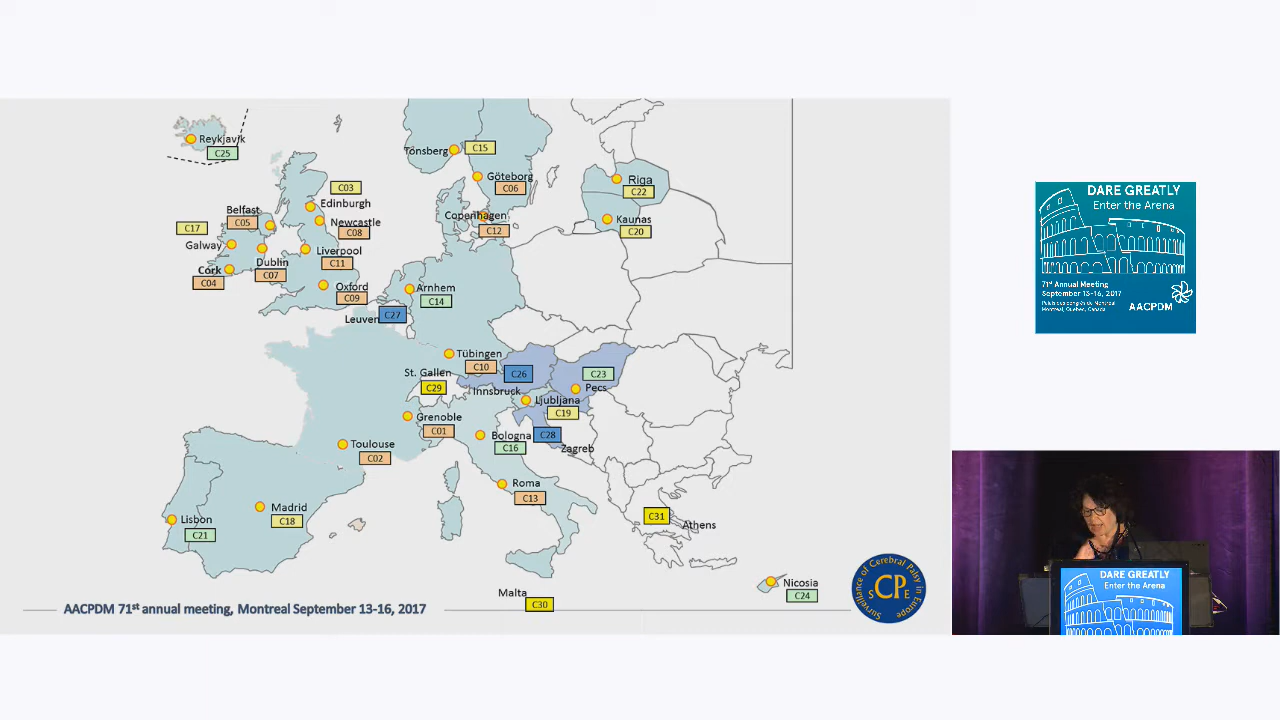 Reykjavik
C25
Tönsberg
C15
Göteborg
C06
Copenhagen
C12
Riga
C22
Kaunas
C20
C03
Edinburgh
Belfast
C05
Newcastle
C08
C17
Galway
Dublin
C07
Liverpool
C11
Cork
C04
Oxford
C09
Arnhem
C14
Leuven
C27
Tübingen
C10
St. Gallen
C29
Innsbruck
C26
C23
Pecs
Ljubljana
C19
Grenoble
C01
Bologna
C16
C28
Zagreb
Toulouse
C02
Roma
C13
Madrid
C18
Lisbon
C21
C31
Athens
Nicosia
C24
Malta
C30
AACPDM 71st annual meeting, Montreal September 13-16, 2017
Surveillance of Cerebral Palsy in Europe
SCPE
DARE GREATLY
Enter the Arena
71st Annual Meeting
September 13-16, 2017
Palais des congrès de Montréal
Montreal, Quebec, Canada
AACPDM
DARE GREATLY
Enter the Arena